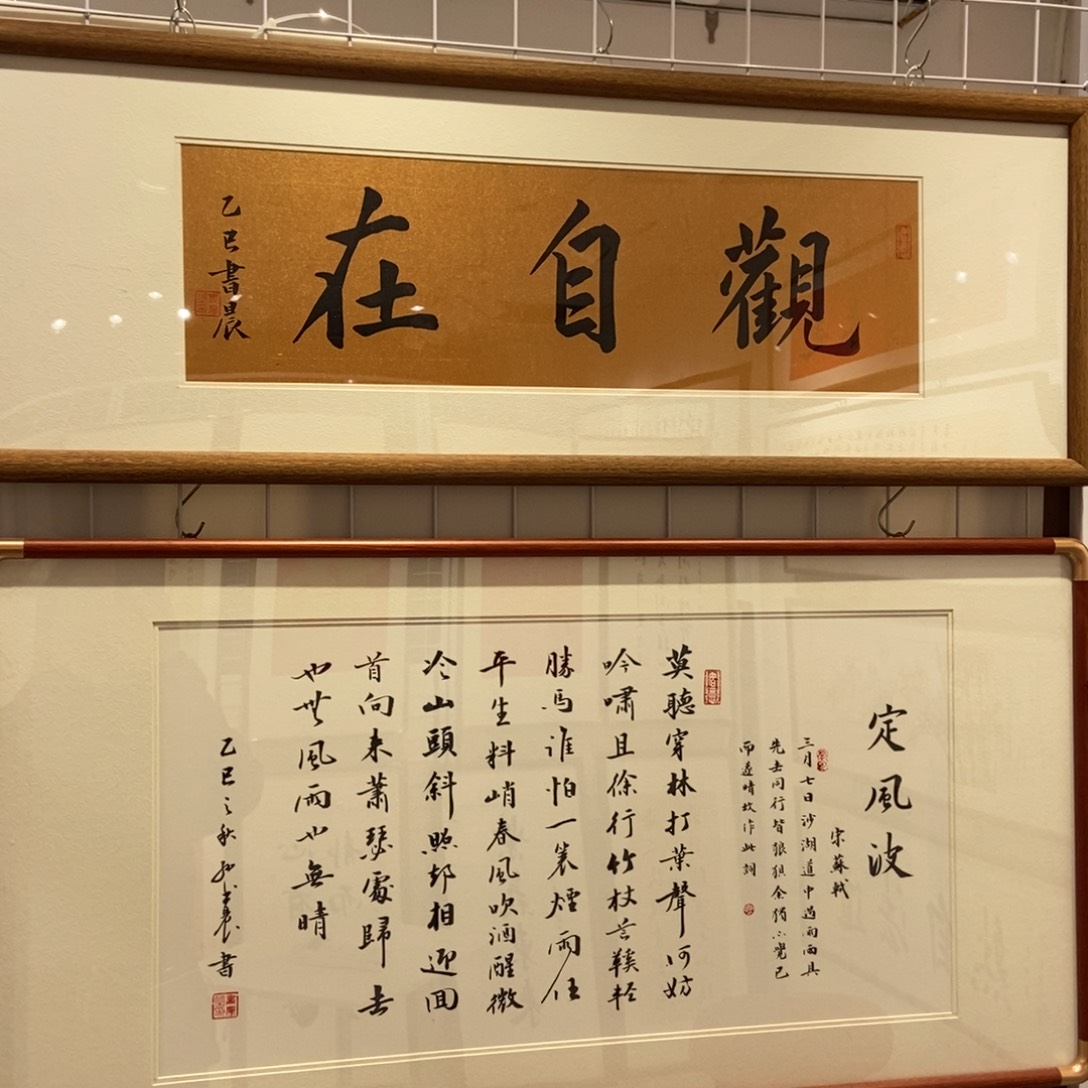 觀自在
乙巳書晨
定風波
宋蘇軾
三月七日沙湖道中遇雨雨具
先去同行皆狼狽余獨不覺已
而遂晴故作此詞
莫聽穿林打葉聲何妨
吟嘯且徐行竹杖芒鞵輕
勝馬誰怕一蓑煙雨任
平生料峭春風吹酒醒微
冷山頭斜照却相迎回
首向来蕭瑟處歸去
也無風雨也無晴
乙巳之秋書